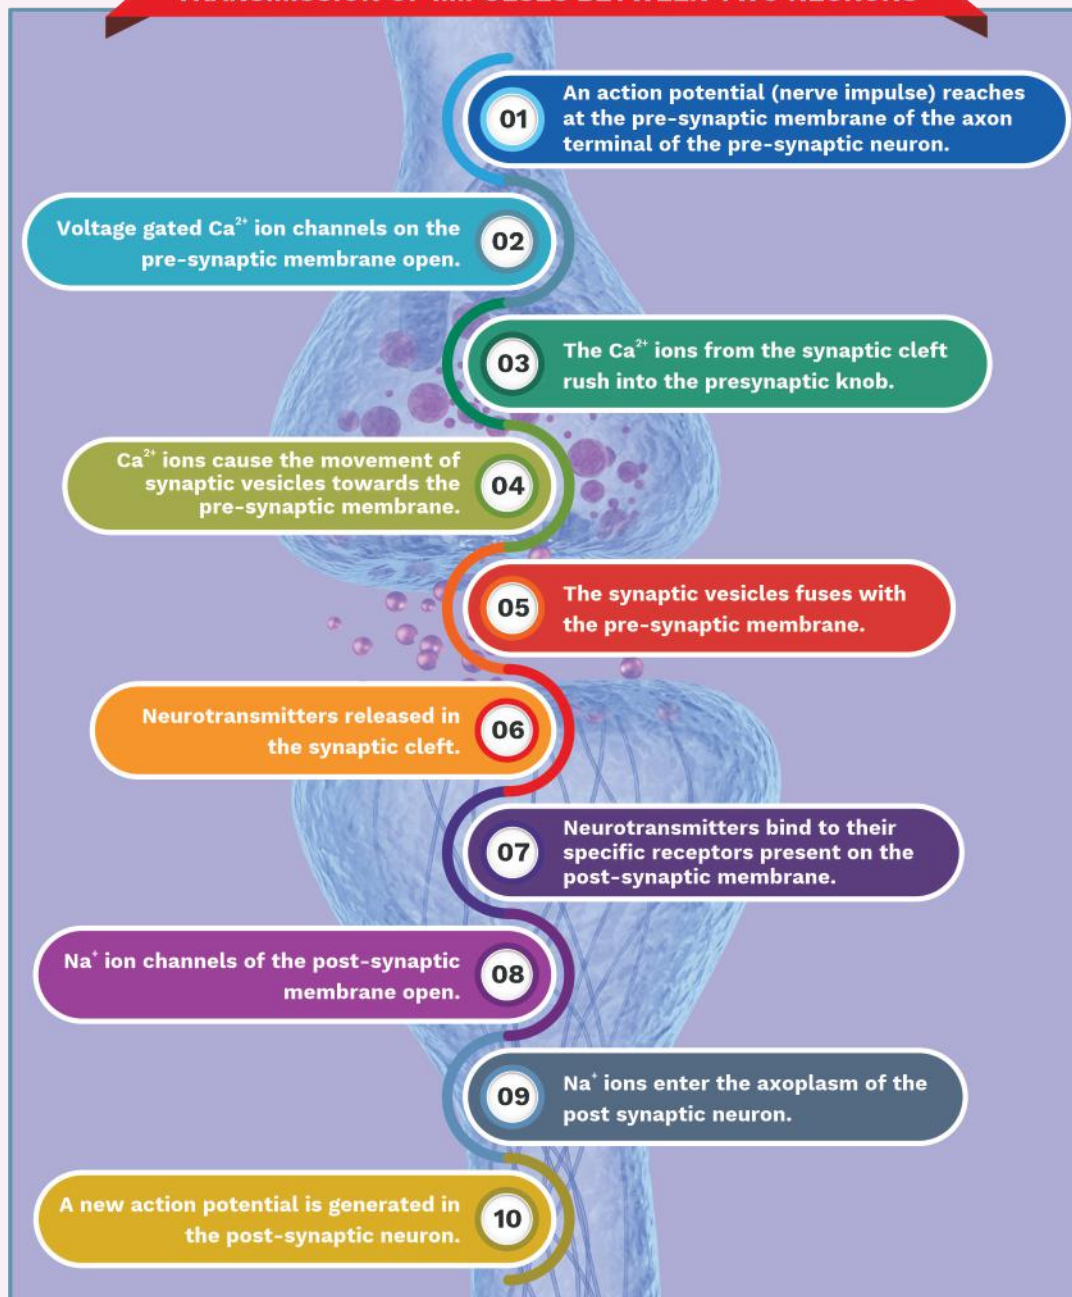 TRANSMISSION OF IMPULSES BETWEEN TWO NEURONS
01
An action potential (nerve impulse) reaches
at the pre-synaptic membrane of the axon
terminal of the pre-synaptic neuron.
Voltage gated Ca²⁺ ion channels on the
pre-synaptic membrane open.
02
03
The Ca²⁺ ions from the synaptic cleft
rush into the presynaptic knob.
Ca²⁺ ions cause the movement of
synaptic vesicles towards the
pre-synaptic membrane.
04
05
The synaptic vesicles fuses with
the pre-synaptic membrane.
Neurotransmitters released in
the synaptic cleft.
06
07
Neurotransmitters bind to their
specific receptors present on the
post-synaptic membrane.
Na⁺ ion channels of the post-synaptic
membrane open.
08
09
Na⁺ ions enter the axoplasm of the
post synaptic neuron.
A new action potential is generated in
the post-synaptic neuron.
10